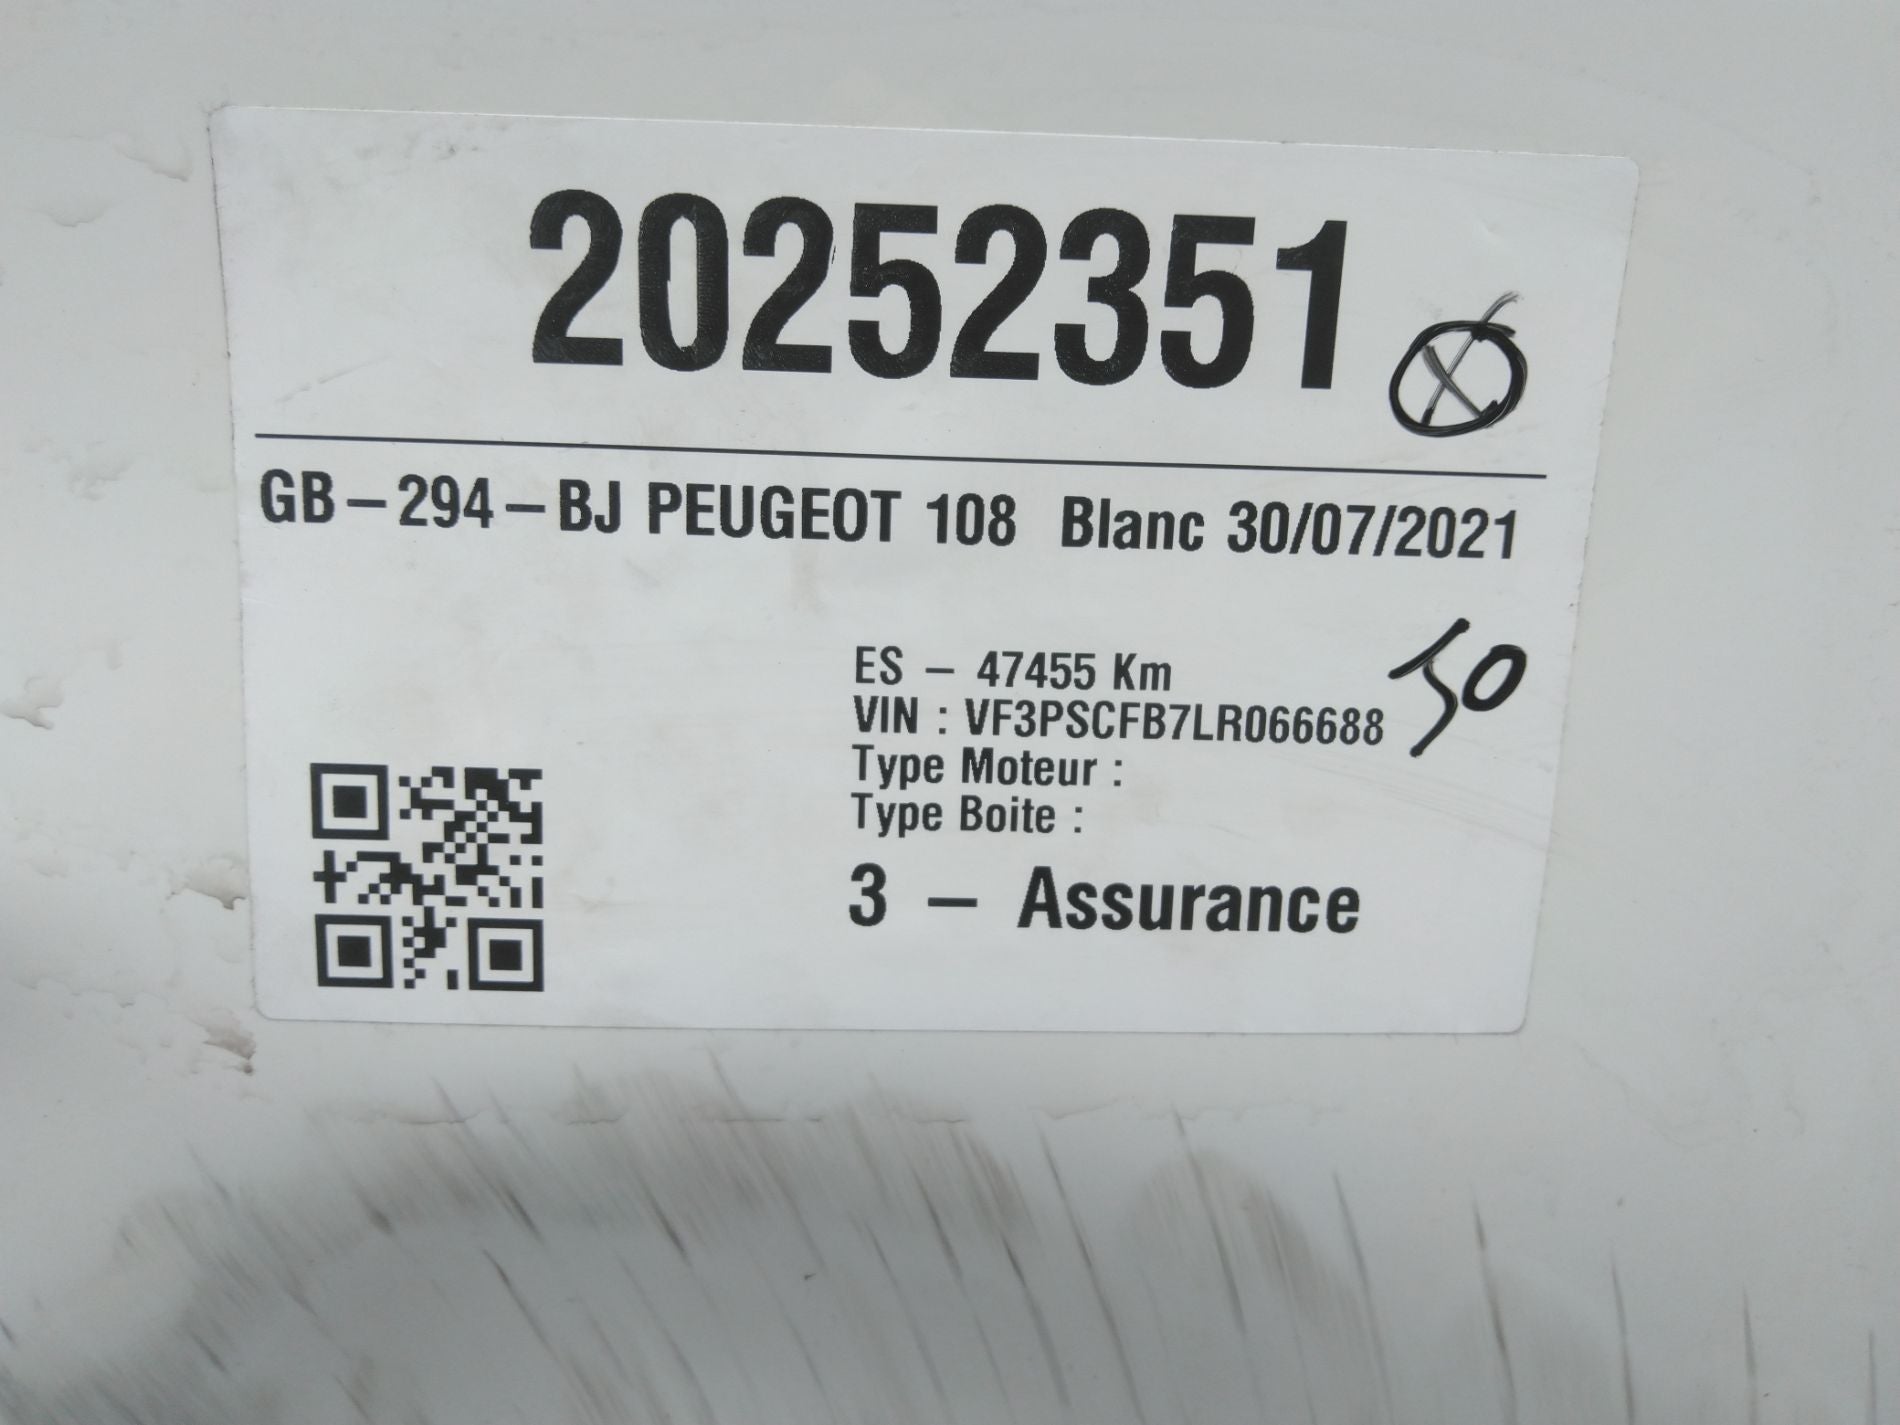 20252351
GB-294-BJ PEUGEOT 108 Blanc 30/07/2021
ES - 47455 Km
VIN : VF3PSCFB7LR066688
50
Type Moteur :
Type Boite :
3 - Assurance